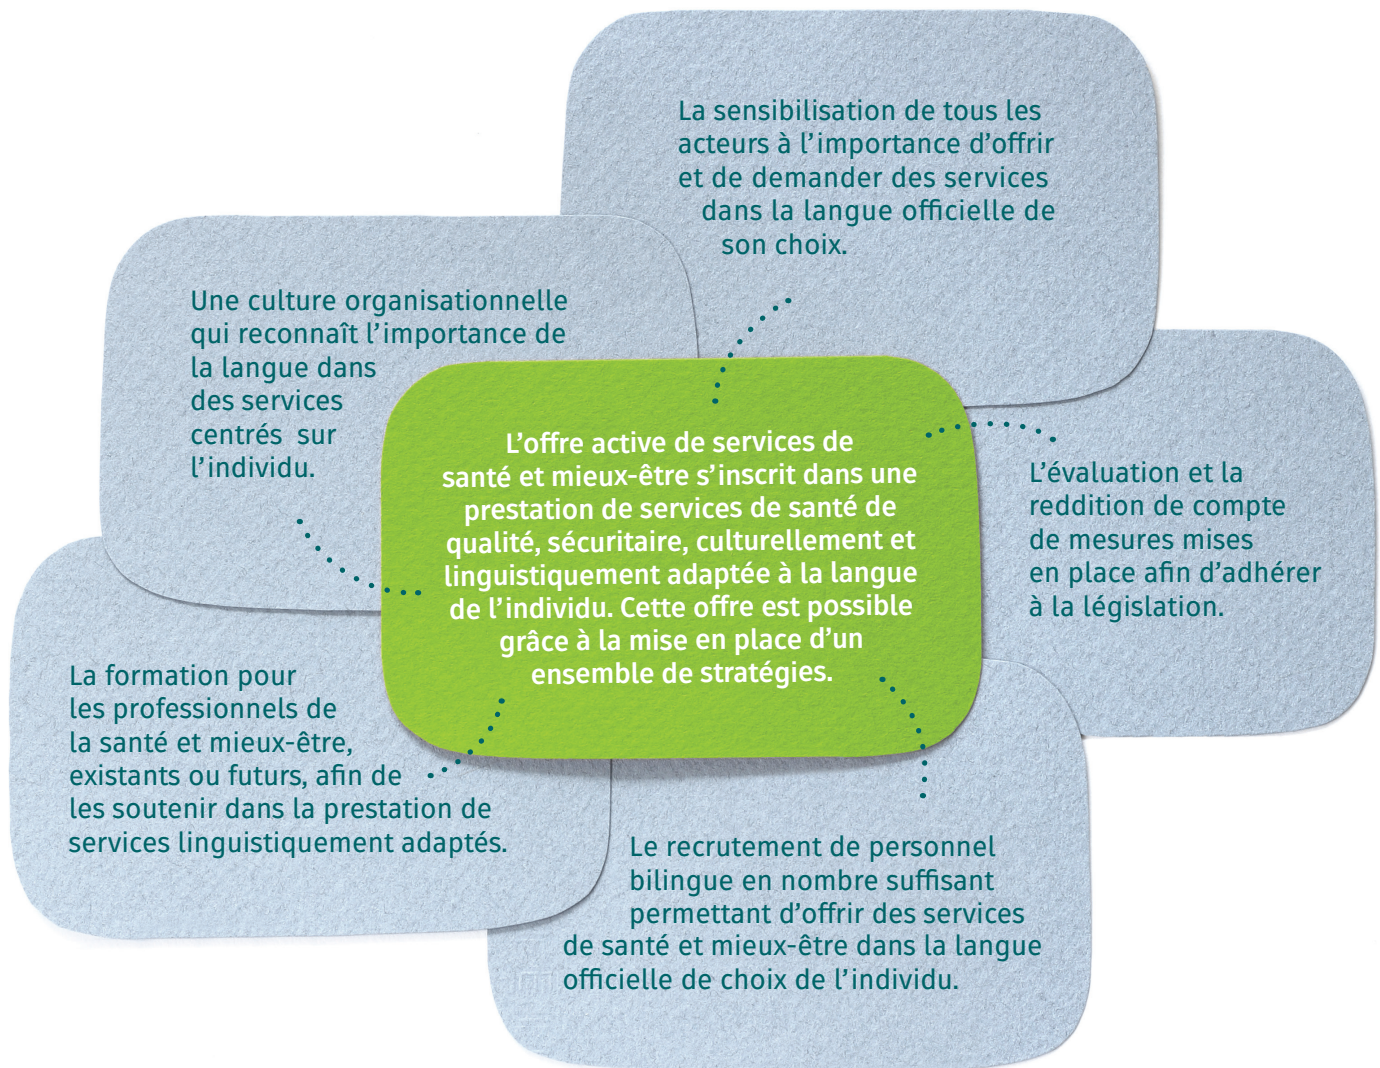 La sensibilisation de tous les
acteurs à l’importance d’offrir
et de demander des services
dans la langue officielle de
son choix.
Une culture organisationnelle
qui reconnaît l’importance de
la langue dans
des services
centrés sur
l’individu.
L’offre active de services de
santé et mieux-être s’inscrit dans une
prestation de services de santé de
qualité, sécuritaire, culturellement et
linguistiquement adaptée à la langue
de l’individu. Cette offre est possible
grâce à la mise en place d’un
ensemble de stratégies.
L’évaluation et la
reddition de compte
de mesures mises
en place afin d’adhérer
à la législation.
La formation pour
les professionnels de
la santé et mieux-être,
existants ou futurs, afin de
les soutenir dans la prestation de
services linguistiquement adaptés.
Le recrutement de personnel
bilingue en nombre suffisant
permettant d’offrir des services
de santé et mieux-être dans la langue
officielle de choix de l’individu.